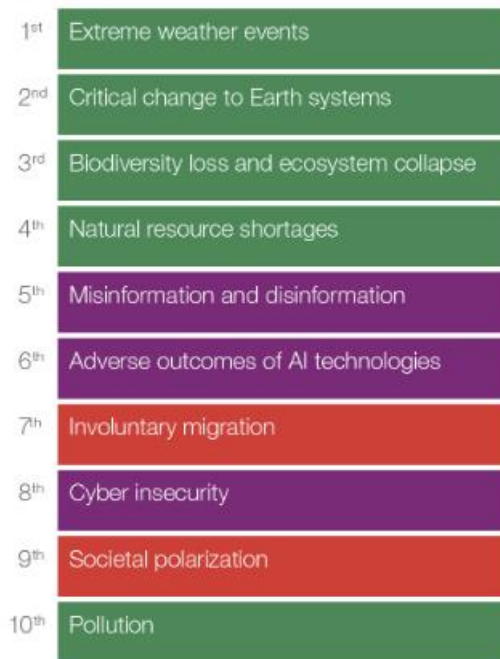 1st Extreme weather events
2nd Critical change to Earth systems
3rd Biodiversity loss and ecosystem collapse
4th Natural resource shortages
5th Misinformation and disinformation
6th Adverse outcomes of AI technologies
7th Involuntary migration
8th Cyber insecurity
9th Societal polarization
10th Pollution